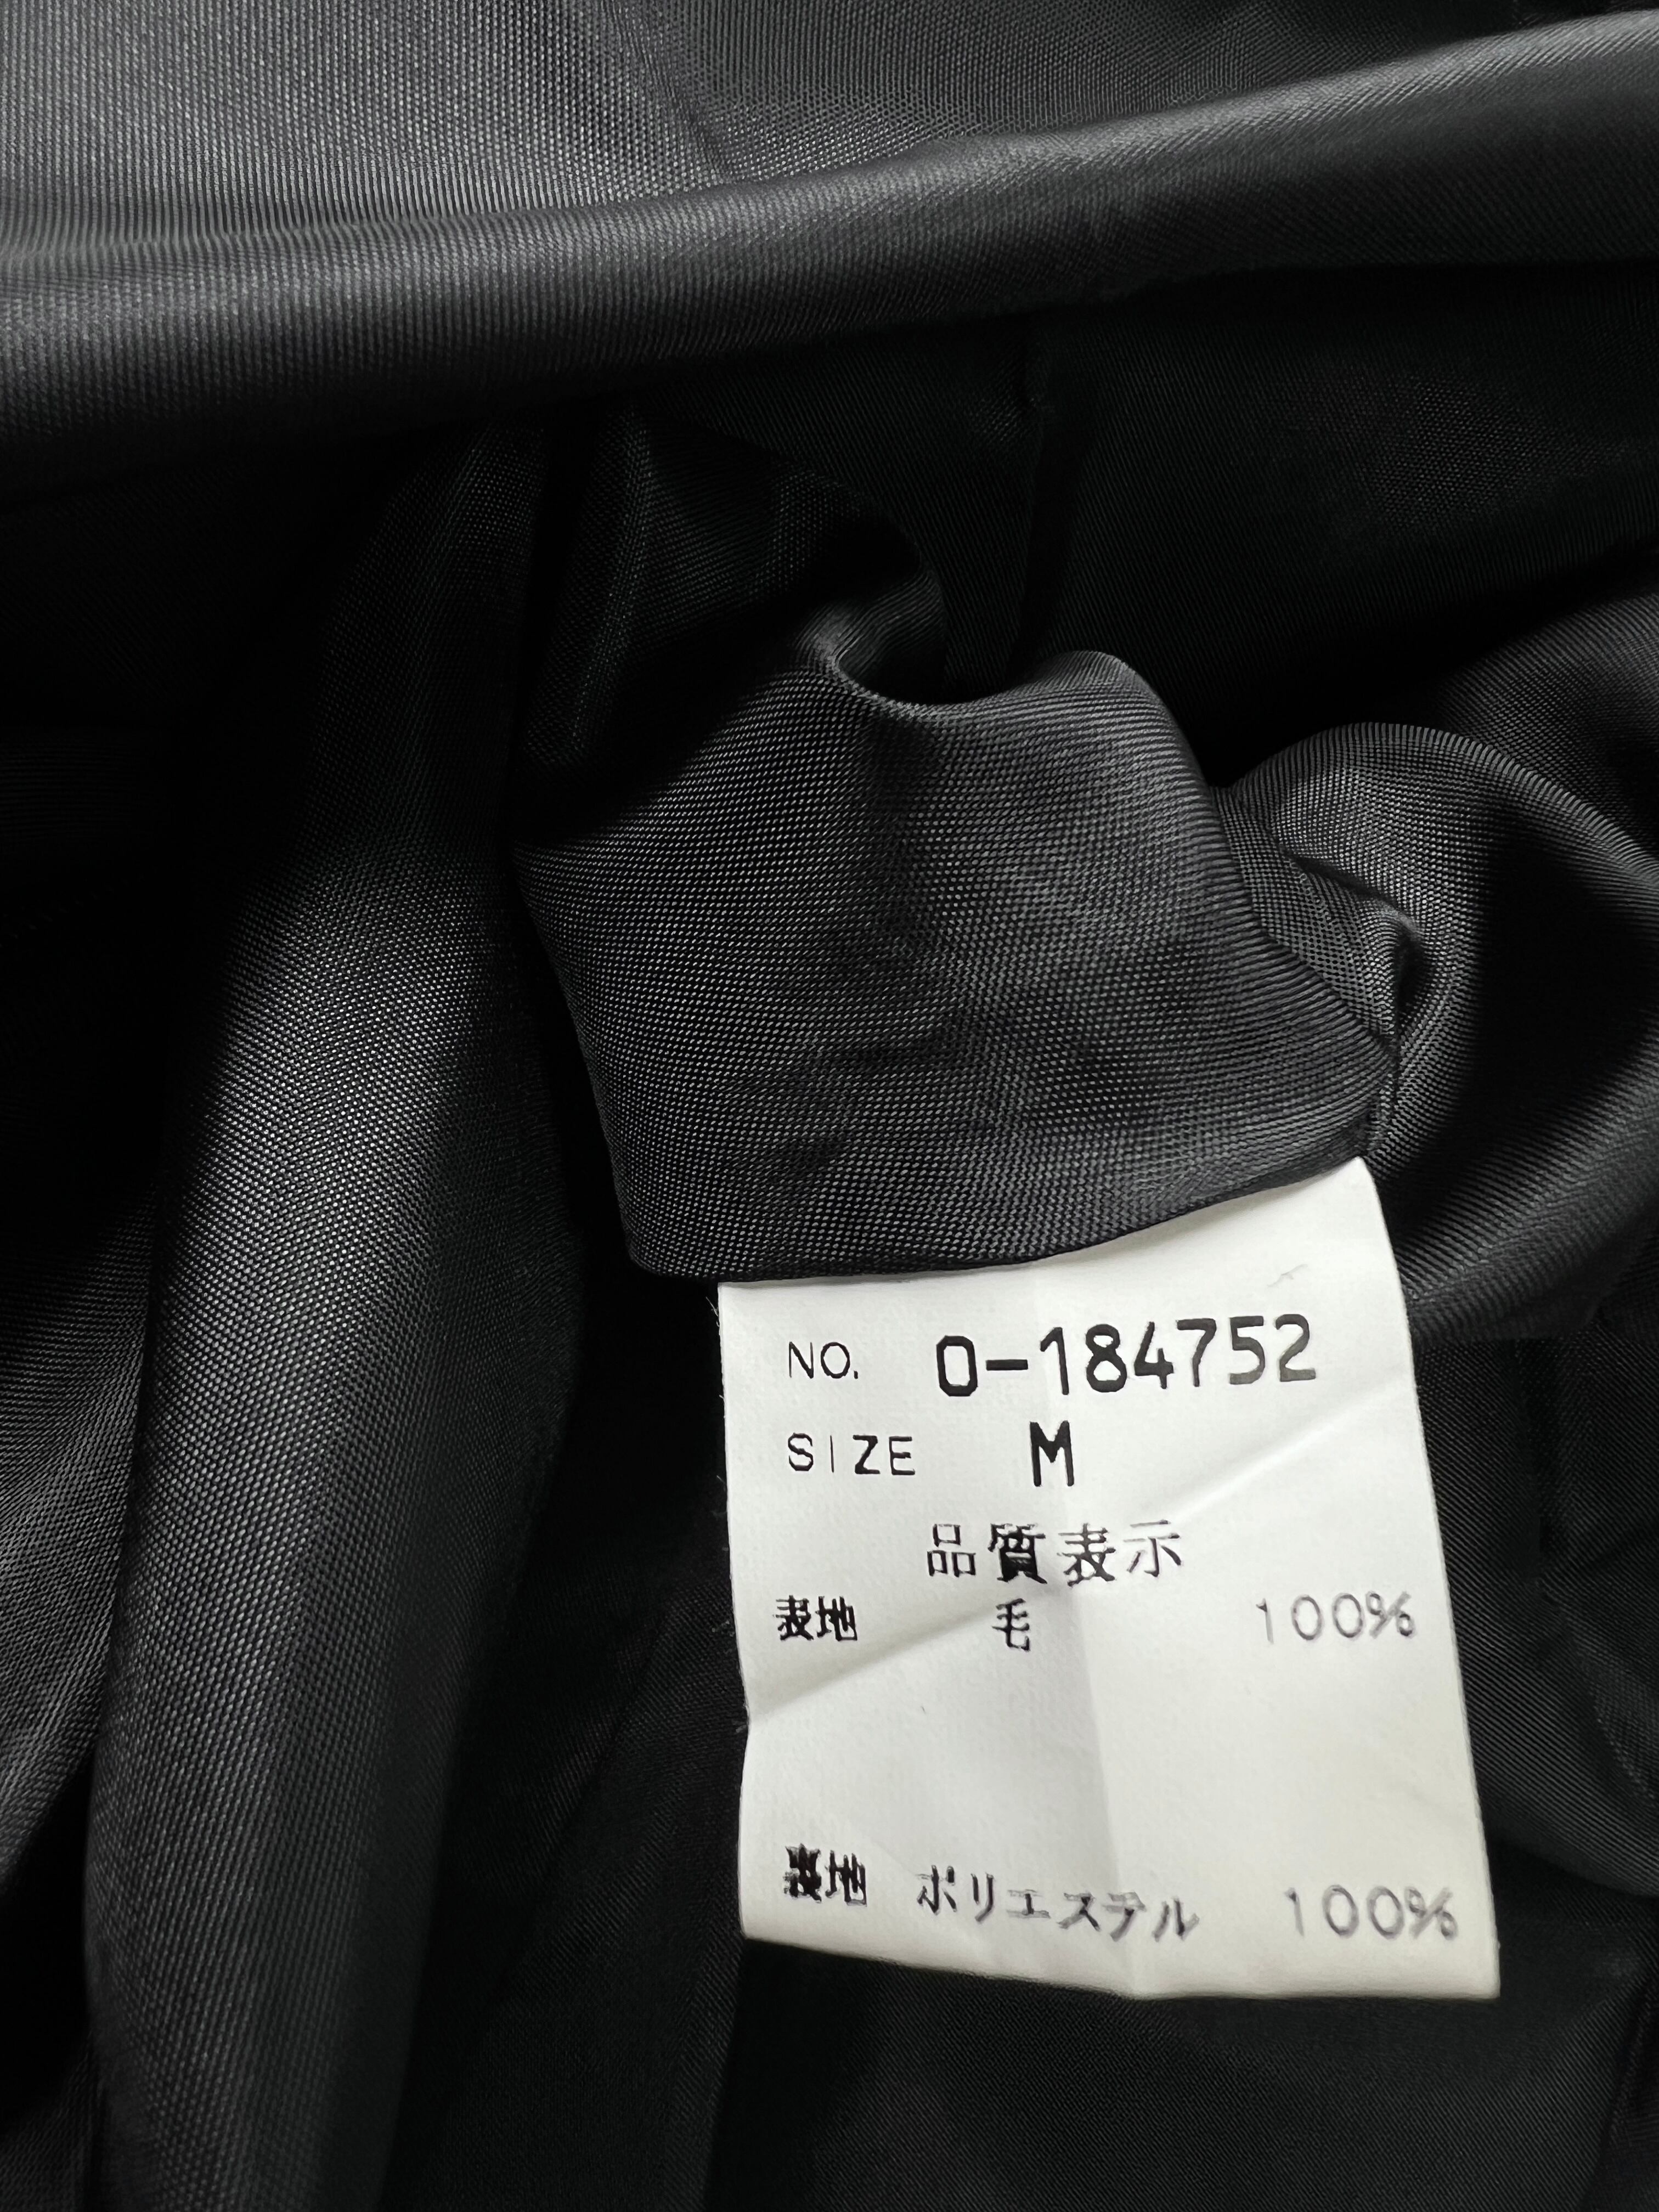 NO. 0-184752
SIZE M
品質表示
表地 毛 100%
裏地 ポリエステル 100%